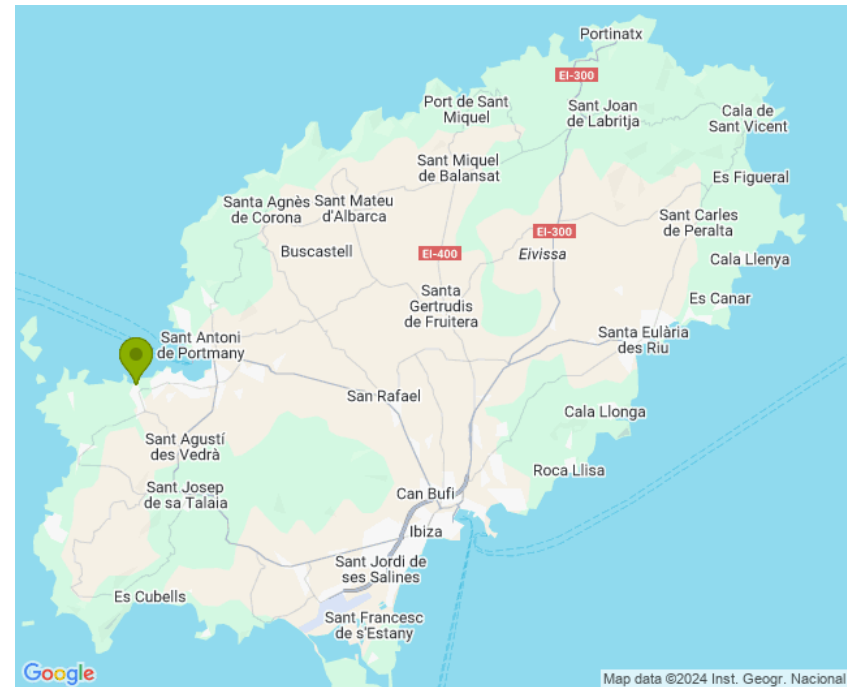 Portinatx
EI-300
Port de Sant
Miquel
Sant Joan
de Labritja
Cala de
Sant Vicent
Sant Miquel
de Balansat
Es Figueral
Santa Agnès
de Corona
Sant Mateu
d'Albarca
Sant Carles
de Peralta
EI-300
Buscastell
EI-400
Eivissa
Cala Llenya
Santa
Gertrudis
de Fruitera
Es Canar
Sant Antoni
de Portmany
Santa Eulària
des Riu
San Rafael
Cala Llonga
Sant Agustí
des Vedrà
Roca Llisa
Sant Josep
de sa Talaia
Can Bufi
Ibiza
Sant Jordi de
ses Salines
Es Cubells
Sant Francesc
de s'Estany
Google
Map data ©2024 Inst. Geogr. Nacional